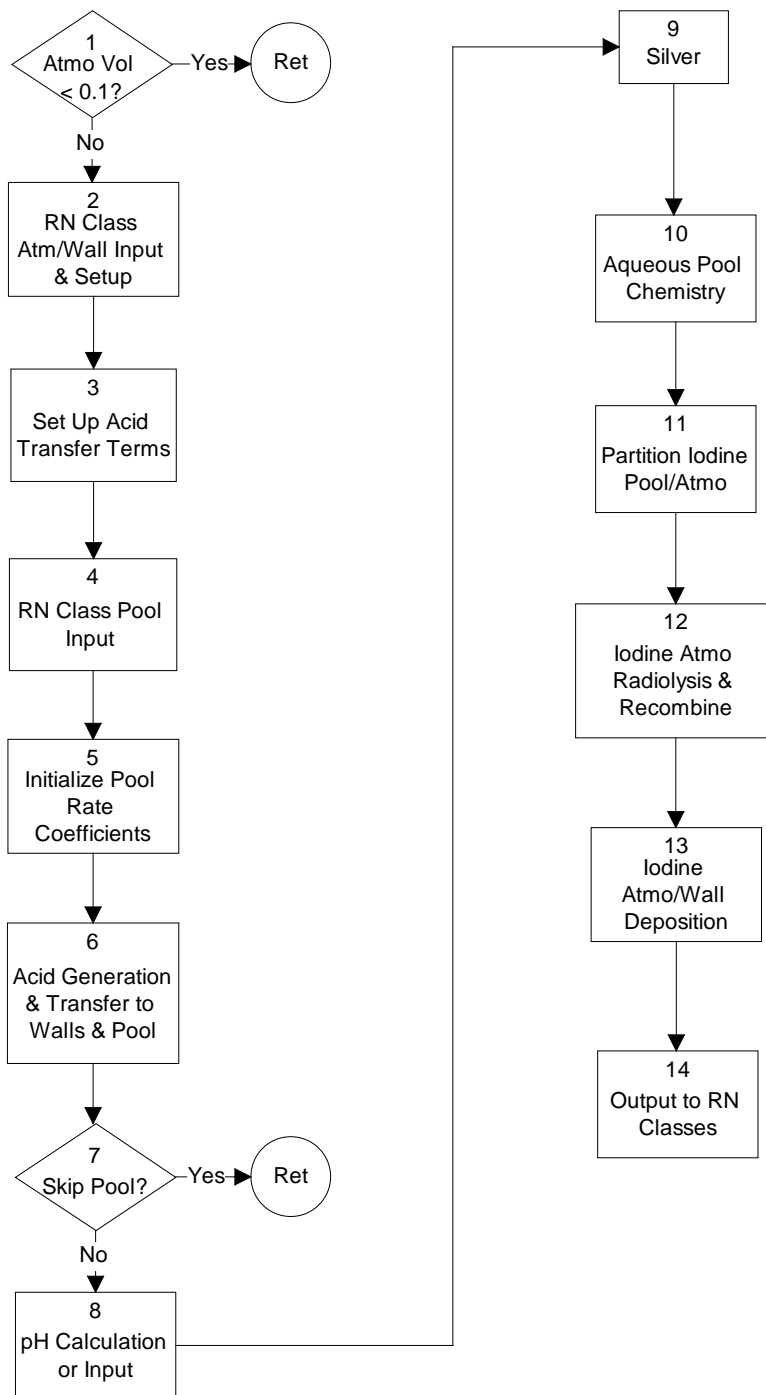 1
Atmo Vol
< 0.1?
Yes
Ret
No
2
RN Class
Atm/Wall Input
& Setup
3
Set Up Acid
Transfer Terms
4
RN Class Pool
Input
5
Initialize Pool
Rate
Coefficients
6
Acid Generation
& Transfer to
Walls & Pool
7
Skip Pool?
Yes
Ret
No
8
pH Calculation
or Input
9
Silver
10
Aqueous Pool
Chemistry
11
Partition Iodine
Pool/Atmo
12
Iodine Atmo
Radiolysis &
Recombine
13
Iodine
Atmo/Wall
Deposition
14
Output to RN
Classes